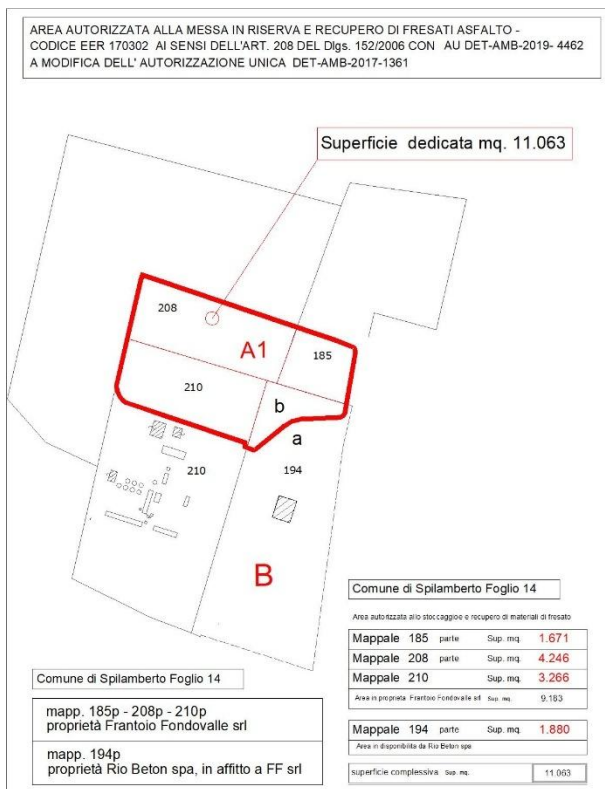 AREA AUTORIZZATA ALLA MESSA IN RISERVA E RECUPERO DI FRESATI ASFALTO -
CODICE EER 170302 AI SENSI DELL'ART. 208 DEL Dlgs. 152/2006 CON AU DET-AMB-2019- 4462
A MODIFICA DELL' AUTORIZZAZIONE UNICA DET-AMB-2017-1361
Superficie dedicata mq. 11.063
208
A1
185
210
b
a
210
194
B
Comune di Spilamberto Foglio 14
mapp. 185p - 208p - 210p
proprietà Frantoio Fondovalle srl
mapp. 194p
proprietà Rio Beton spa, in affitto a FF srl
Comune di Spilamberto Foglio 14
Area autorizzata allo stoccaggioe e recupero di materiali di fresato
Mappale 185 parte Sup. mq. 1.671
Mappale 208 parte Sup. mq. 4.246
Mappale 210 Sup. mq. 3.266
Area in proprieta Frantoio Fondovalle srl Sup. mq. 9.183
Mappale 194 parte Sup. mq. 1.880
Area in disponibilita da Rio Beton spa
superficie complessiva Sup. mq. 11.063